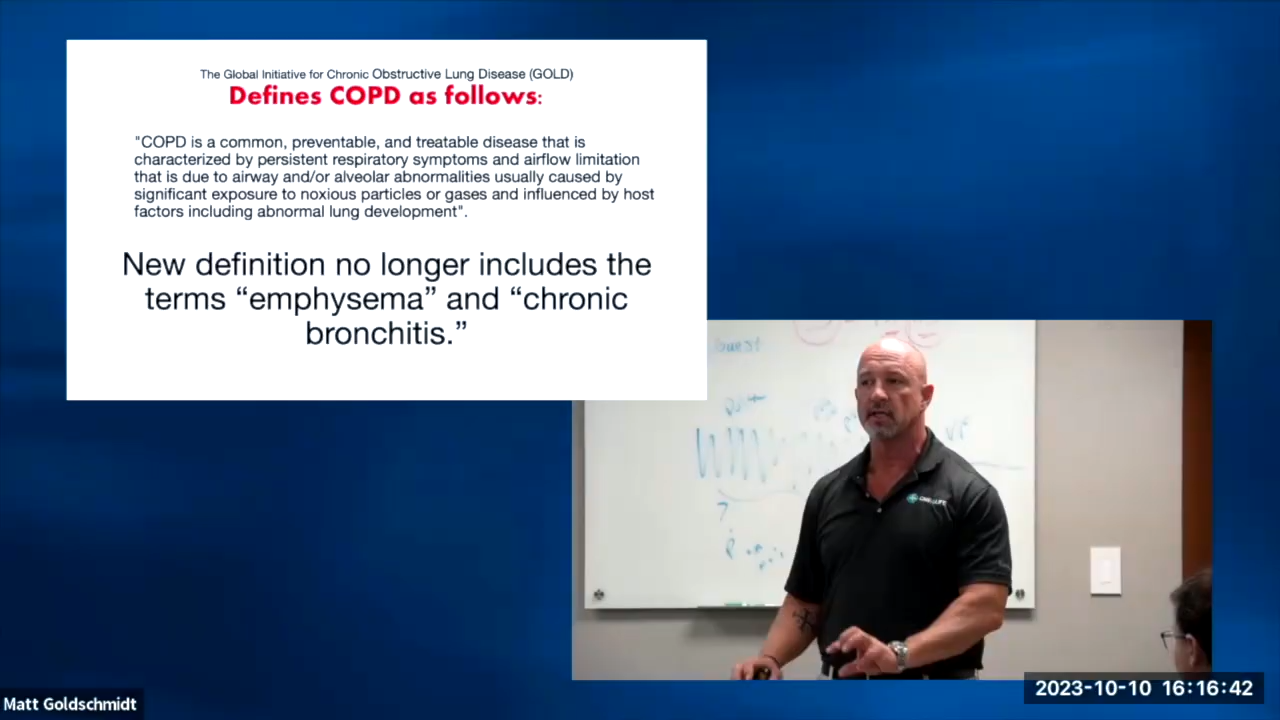 The Global Initiative for Chronic Obstructive Lung Disease (GOLD)
Defines COPD as follows:
"COPD is a common, preventable, and treatable disease that is
characterized by persistent respiratory symptoms and airflow limitation
that is due to airway and/or alveolar abnormalities usually caused by
significant exposure to noxious particles or gases and influenced by host
factors including abnormal lung development".
New definition no longer includes the
terms “emphysema” and “chronic
bronchitis.”
Matt Goldschmidt
2023-10-10 16:16:42